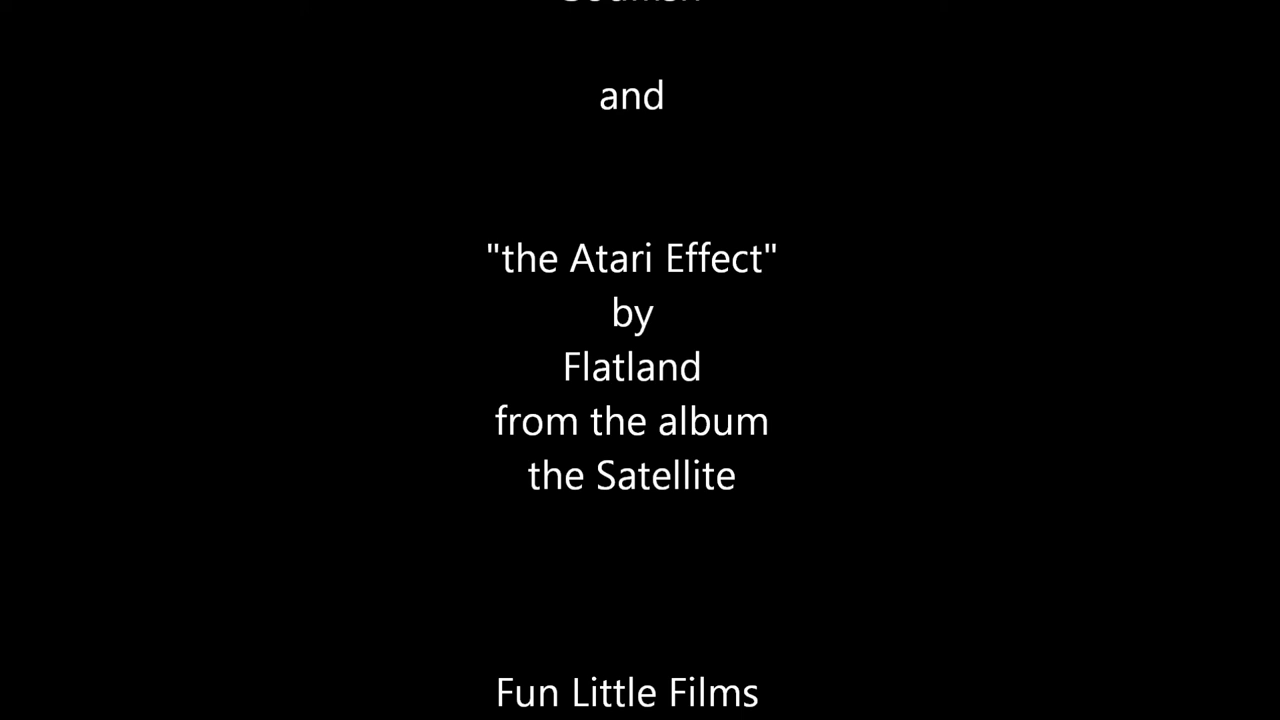 and
"the Atari Effect"
by
Flatland
from the album
the Satellite
Fun Little Films